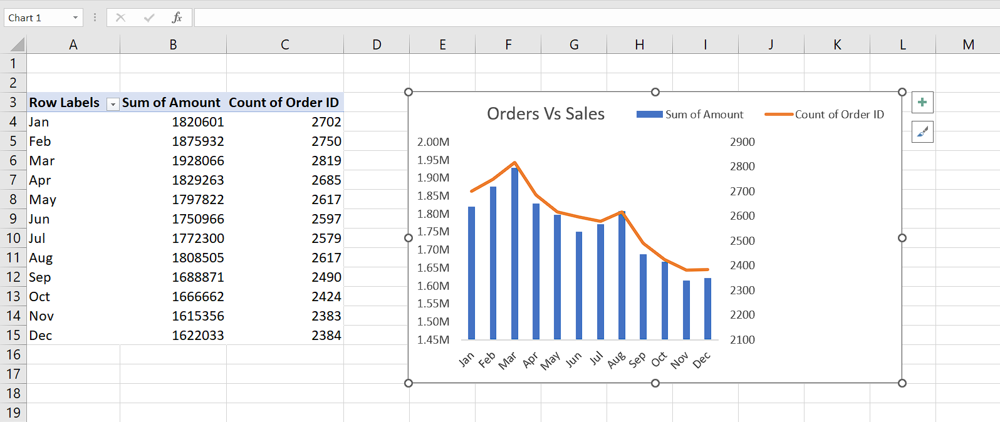 Chart 1
fx
A B C D E F G H I J K L M
1
2
3 Row Labels Sum of Amount Count of Order ID
4 Jan 1820601 2702
5 Feb 1875932 2750
6 Mar 1928066 2819
7 Apr 1829263 2685
8 May 1797822 2617
9 Jun 1750966 2597
10 Jul 1772300 2579
11 Aug 1808505 2617
12 Sep 1688871 2490
13 Oct 1666662 2424
14 Nov 1615356 2383
15 Dec 1622033 2384
16
17
18
19
Orders Vs Sales Sum of Amount Count of Order ID
2.00M
1.95M
1.90M
1.85M
1.80M
1.75M
1.70M
1.65M
1.60M
1.55M
1.50M
1.45M
2900
2800
2700
2600
2500
2400
2300
2200
2100
Jan Feb Mar Apr May Jun Jul Aug Sep Oct Nov Dec